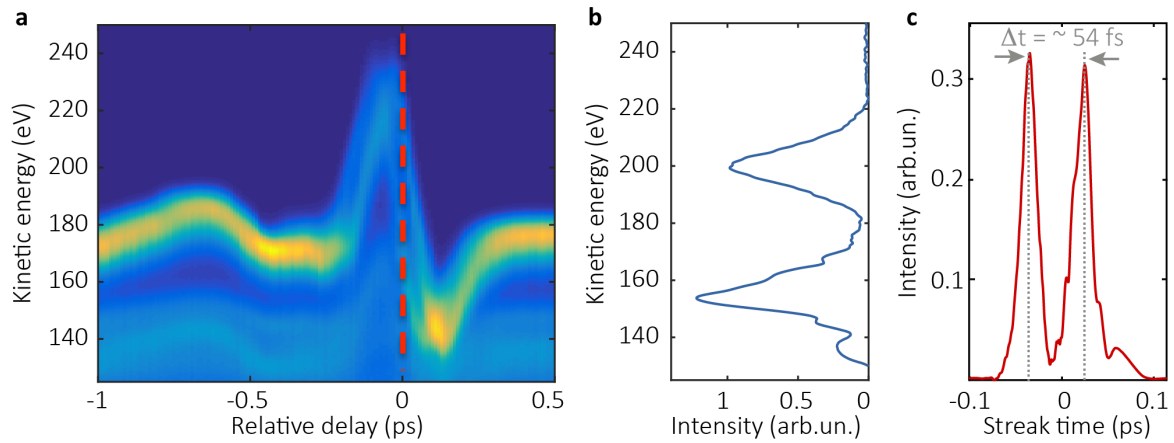 a
Kinetic energy (eV)
240
220
200
180
160
140
-1
-0.5
0
0.5
Relative delay (ps)
b
Kinetic energy (eV)
240
220
200
180
160
140
1
0.5
0
Intensity (arb.un.)
c
Δt = ~ 54 fs
Intensity (arb.un.)
0.3
0.2
0.1
-0.1
0
0.1
Streak time (ps)